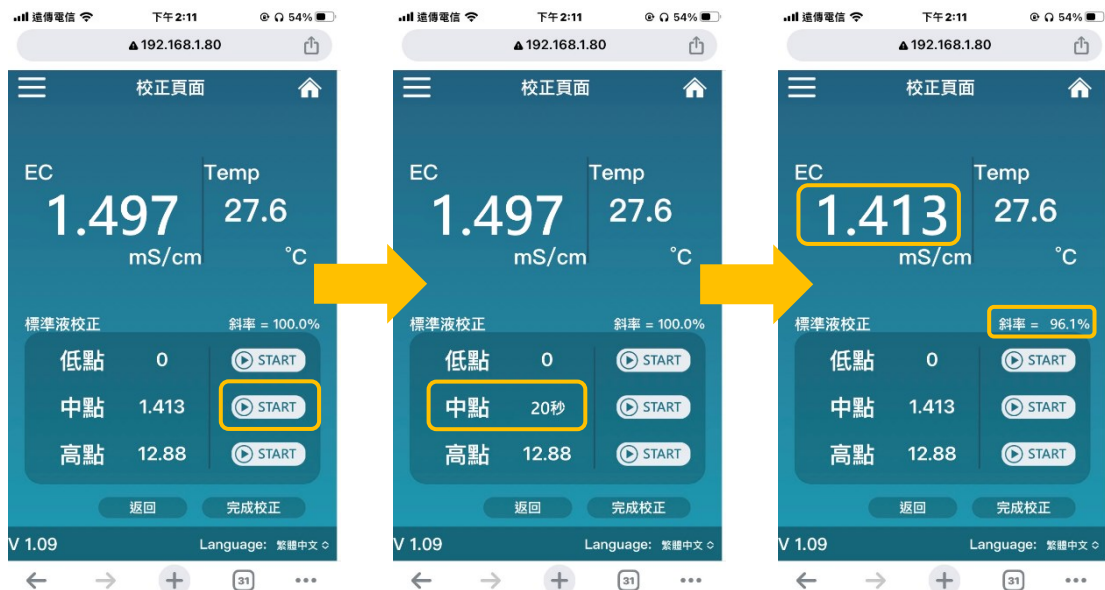 遠傳電信 下午2:11 54%
192.168.1.80
校正頁面
EC Temp
1.497 27.6
mS/cm °C
標準液校正 斜率 = 100.0%
低點 0 START
中點 1.413 START
高點 12.88 START
返回 完成校正
V 1.09 Language: 繁體中文
31
遠傳電信 下午2:11 54%
192.168.1.80
校正頁面
EC Temp
1.497 27.6
mS/cm °C
標準液校正 斜率 = 100.0%
低點 0 START
中點 20秒 START
高點 12.88 START
返回 完成校正
V 1.09 Language: 繁體中文
31
遠傳電信 下午2:11 54%
192.168.1.80
校正頁面
EC Temp
1.413 27.6
mS/cm °C
標準液校正 斜率 = 96.1%
低點 0 START
中點 1.413 START
高點 12.88 START
返回 完成校正
V 1.09 Language: 繁體中文
31